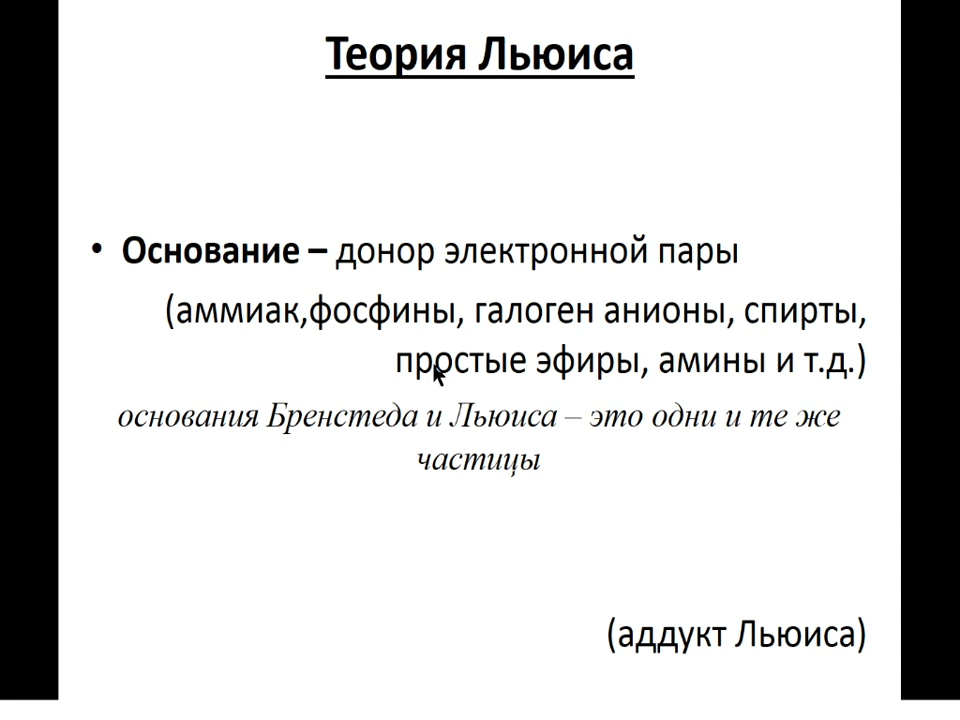 Теория Льюиса
• Основание – донор электронной пары
(аммиак,фосфины, галоген анионы, спирты,
простые эфиры, амины и т.д.)
основания Бренстеда и Льюиса – это одни и те же
частицы
(аддукт Льюиса)